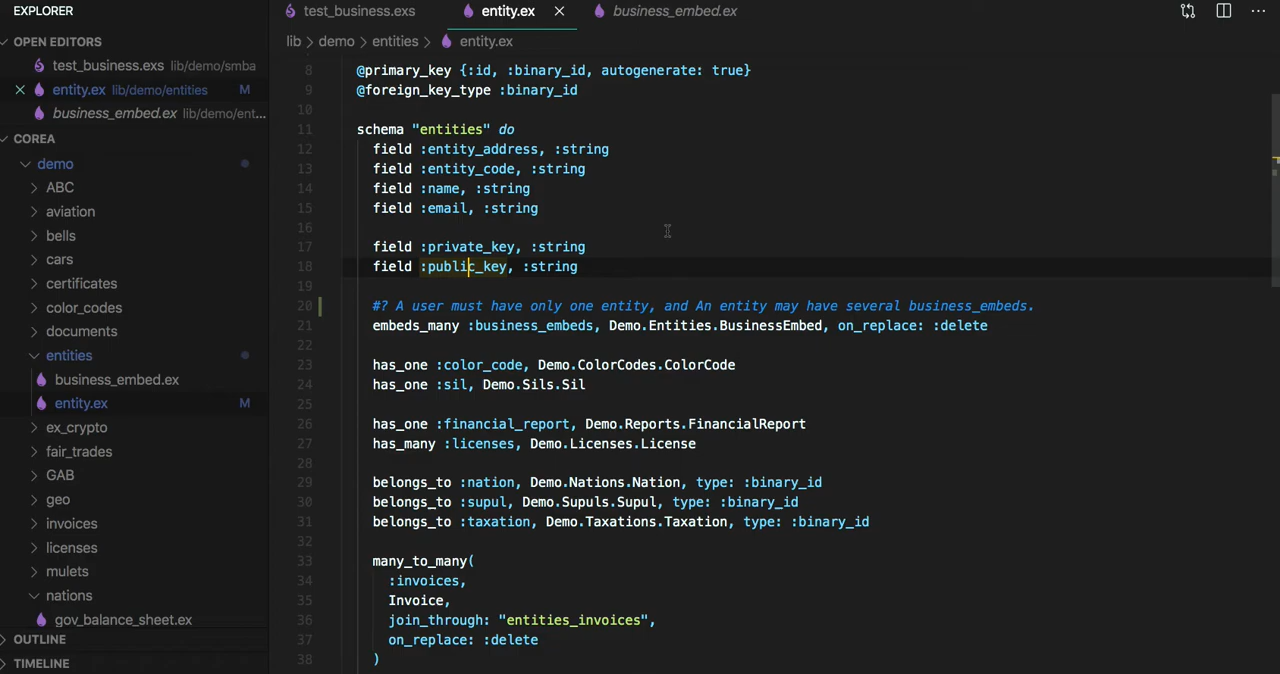 EXPLORER
OPEN EDITORS
test_business.exs lib/demo/smba
entity.ex lib/demo/entities M
business_embed.ex lib/demo/ent...
COREA
demo
ABC
aviation
bells
cars
certificates
color_codes
documents
entities
business_embed.ex
entity.ex M
ex_crypto
fair_trades
GAB
geo
invoices
licenses
mulets
nations
gov_balance_sheet.ex
OUTLINE
TIMELINE
test_business.exs entity.ex business_embed.ex
lib > demo > entities > entity.ex
8 @primary_key {:id, :binary_id, autogenerate: true}
9 @foreign_key_type :binary_id
10
11 schema "entities" do
12 field :entity_address, :string
13 field :entity_code, :string
14 field :name, :string
15 field :email, :string
16
17 field :private_key, :string
18 field :public_key, :string
19
20 #? A user must have only one entity, and An entity may have several business_embeds.
21 embeds_many :business_embeds, Demo.Entities.BusinessEmbed, on_replace: :delete
22
23 has_one :color_code, Demo.ColorCodes.ColorCode
24 has_one :sil, Demo.Sils.Sil
25
26 has_one :financial_report, Demo.Reports.FinancialReport
27 has_many :licenses, Demo.Licenses.License
28
29 belongs_to :nation, Demo.Nations.Nation, type: :binary_id
30 belongs_to :supul, Demo.Supuls.Supul, type: :binary_id
31 belongs_to :taxation, Demo.Taxations.Taxation, type: :binary_id
32
33 many_to_many(
34 :invoices,
35 Invoice,
36 join_through: "entities_invoices",
37 on_replace: :delete
38 )